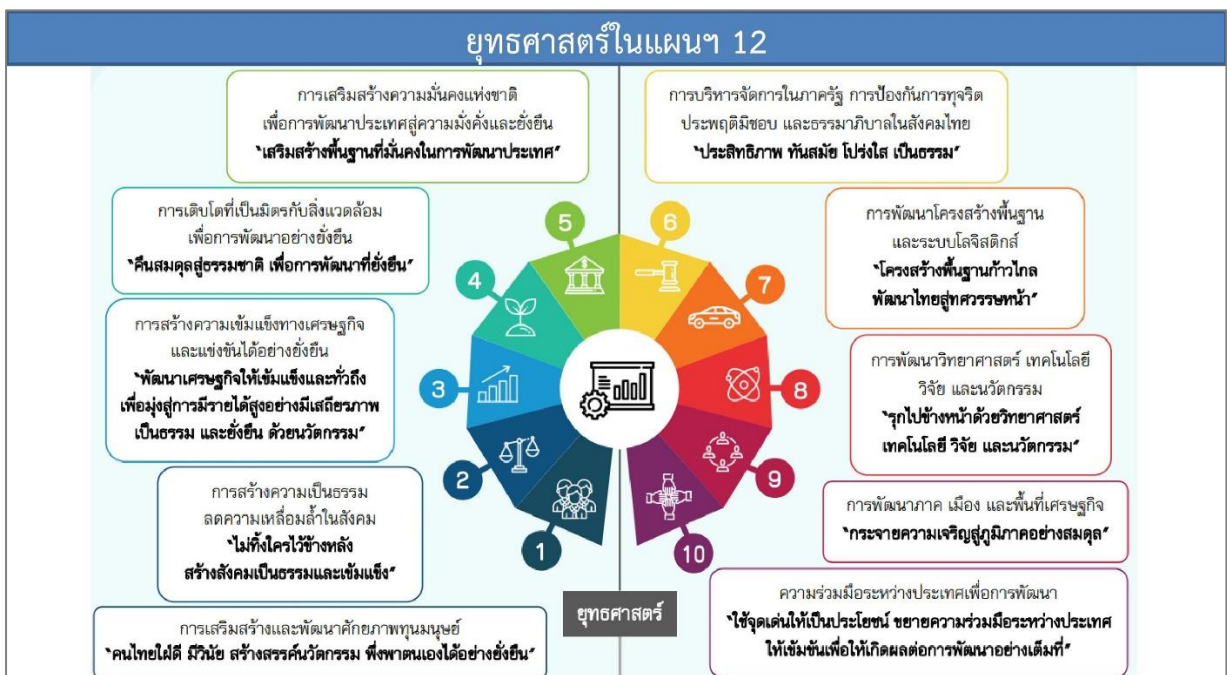 ยุทธศาสตร์ในแผนฯ 12
การเสริมสร้างความมั่นคงแห่งชาติ
เพื่อการพัฒนาประเทศสู่ความมั่งคั่งและยั่งยืน
"เสริมสร้างพื้นฐานที่มั่นคงในการพัฒนาประเทศ"
การบริหารจัดการในภาครัฐ การป้องกันการทุจริต
ประพฤติมิชอบ และธรรมาภิบาลในสังคมไทย
"ประสิทธิภาพ ทันสมัย โปร่งใส เป็นธรรม"
การเติบโตที่เป็นมิตรกับสิ่งแวดล้อม
เพื่อการพัฒนาอย่างยั่งยืน
"คืนสมดุลสู่ธรรมชาติ เพื่อการพัฒนาที่ยั่งยืน"
การพัฒนาโครงสร้างพื้นฐาน
และระบบโลจิสติกส์
"โครงสร้างพื้นฐานก้าวไกล
พัฒนาไทยสู่ทศวรรษหน้า"
การสร้างความเข้มแข็งทางเศรษฐกิจ
และแข่งขันได้อย่างยั่งยืน
"พัฒนาเศรษฐกิจให้เข้มแข็งและทั่วถึง
เพื่อมุ่งสู่การมีรายได้สูงอย่างมีเสถียรภาพ
เป็นธรรม และยั่งยืน ด้วยนวัตกรรม"
การพัฒนาวิทยาศาสตร์ เทคโนโลยี
วิจัย และนวัตกรรม
"รุกไปข้างหน้าด้วยวิทยาศาสตร์
เทคโนโลยี วิจัย และนวัตกรรม"
การสร้างความเป็นธรรม
ลดความเหลื่อมล้ำในสังคม
"ไม่ทิ้งใครไว้ข้างหลัง
สร้างสังคมเป็นธรรมและเข้มแข็ง"
การพัฒนาภาค เมือง และพื้นที่เศรษฐกิจ
"กระจายความเจริญสู่ภูมิภาคอย่างสมดุล"
การเสริมสร้างและพัฒนาศักยภาพทุนมนุษย์
"คนไทยใฝ่ดี มีวินัย สร้างสรรค์นวัตกรรม พึ่งพาตนเองได้อย่างยั่งยืน"
ความร่วมมือระหว่างประเทศเพื่อการพัฒนา
"ใช้จุดเด่นให้เป็นประโยชน์ ขยายความร่วมมือระหว่างประเทศ
ให้เข้มข้นเพื่อให้เกิดผลต่อการพัฒนาอย่างเต็มที่"
1
2
3
4
5
6
7
8
9
10
$
ยุทธศาสตร์